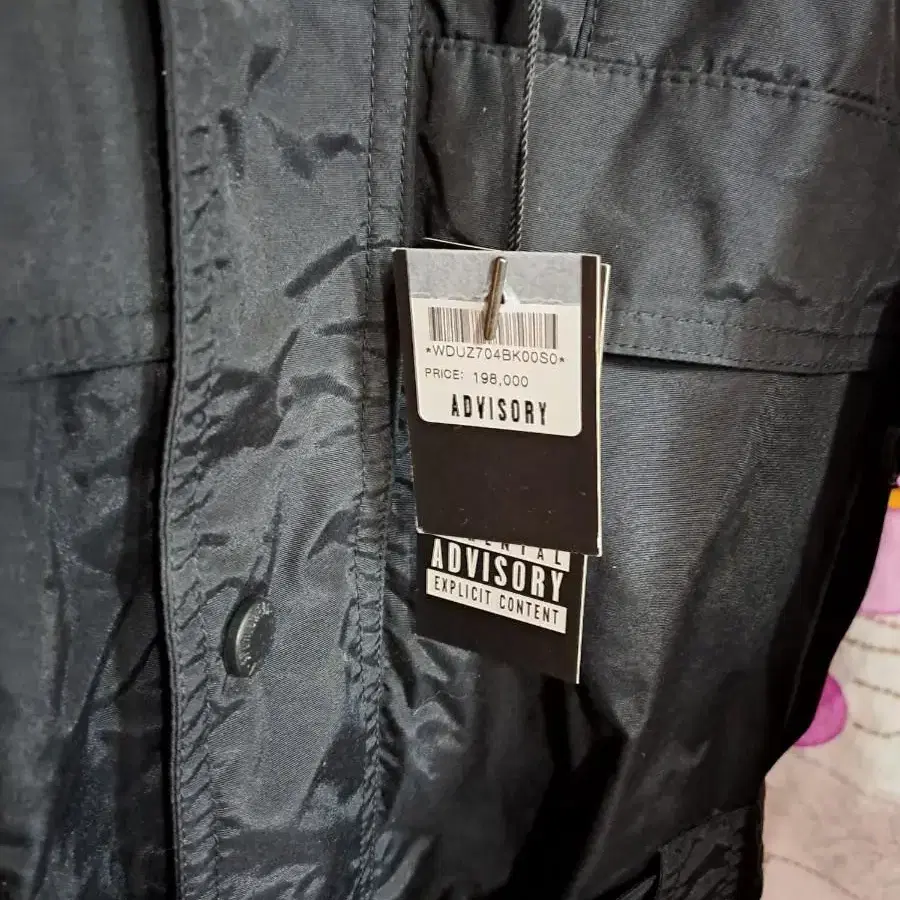 *WDUZ704BK00S0*
PRICE: 198,000
ADVISORY
ADVISORY
EXPLICIT CONTENT